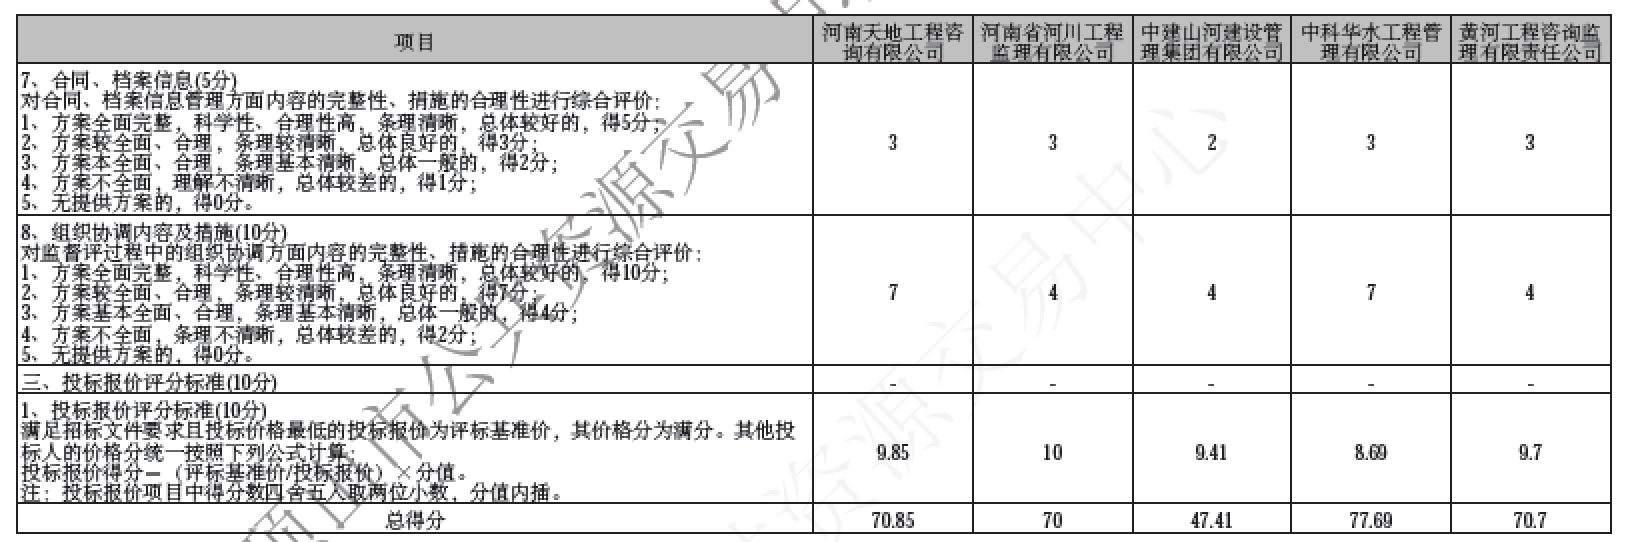 项目
河南天地工程咨
询有限公司
河南省河川工程
监理有限公司
中建山河建设管
理集团有限公司
中科华水工程管
理有限公司
黄河工程咨询监
理有限责任公司
7、合同、档案信息(5分)
对合同、档案信息管理方面内容的完整性、措施的合理性进行综合评价；
1、方案全面完整，科学性、合理性高，条理清晰，总体较好的，得5分；
2、方案较全面、合理，条理较清晰，总体良好的，得3分；
3、方案本全面、合理，条理基本清晰，总体一般的，得2分；
4、方案不全面，理解不清晰，总体较差的，得1分；
5、无提供方案的，得0分。
3
3
2
3
3
8、组织协调内容及措施(10分)
对监督评过程中的组织协调方面内容的完整性、措施的合理性进行综合评价：
1、方案全面完整，科学性、合理性高，条理清晰，总体较好的，得10分；
2、方案较全面、合理，条理较清晰，总体良好的，得7分；
3、方案基本全面、合理，条理基本清晰，总体一般的，得4分；
4、方案不全面，条理不清晰，总体较差的，得2分；
5、无提供方案的，得0分。
7
4
4
7
4
三、投标报价评分标准(10分)
-
-
-
-
-
1、投标报价评分标准(10分)
满足招标文件要求且投标价格最低的投标报价为评标基准价，其价格分为满分。其他投
标人的价格分统一按照下列公式计算：
投标报价得分=（评标基准价/投标报价）×分值。
注：投标报价项目中得分数四舍五入取两位小数，分值内插。
9.85
10
9.41
8.69
9.7
总得分
70.85
70
47.41
77.69
70.7
顶山市公共资源交易
资源交易中心